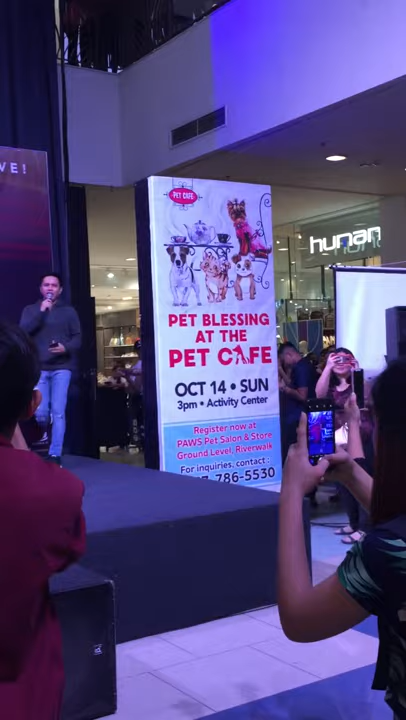 VE!
PET CAFE
human
PET BLESSING
AT THE
PET CAFE
OCT 14 • SUN
3pm • Activity Center
Register now at
PAWS Pet Salon & Store
Ground Level, Riverwalk
For inquiries, contact :
786-5530